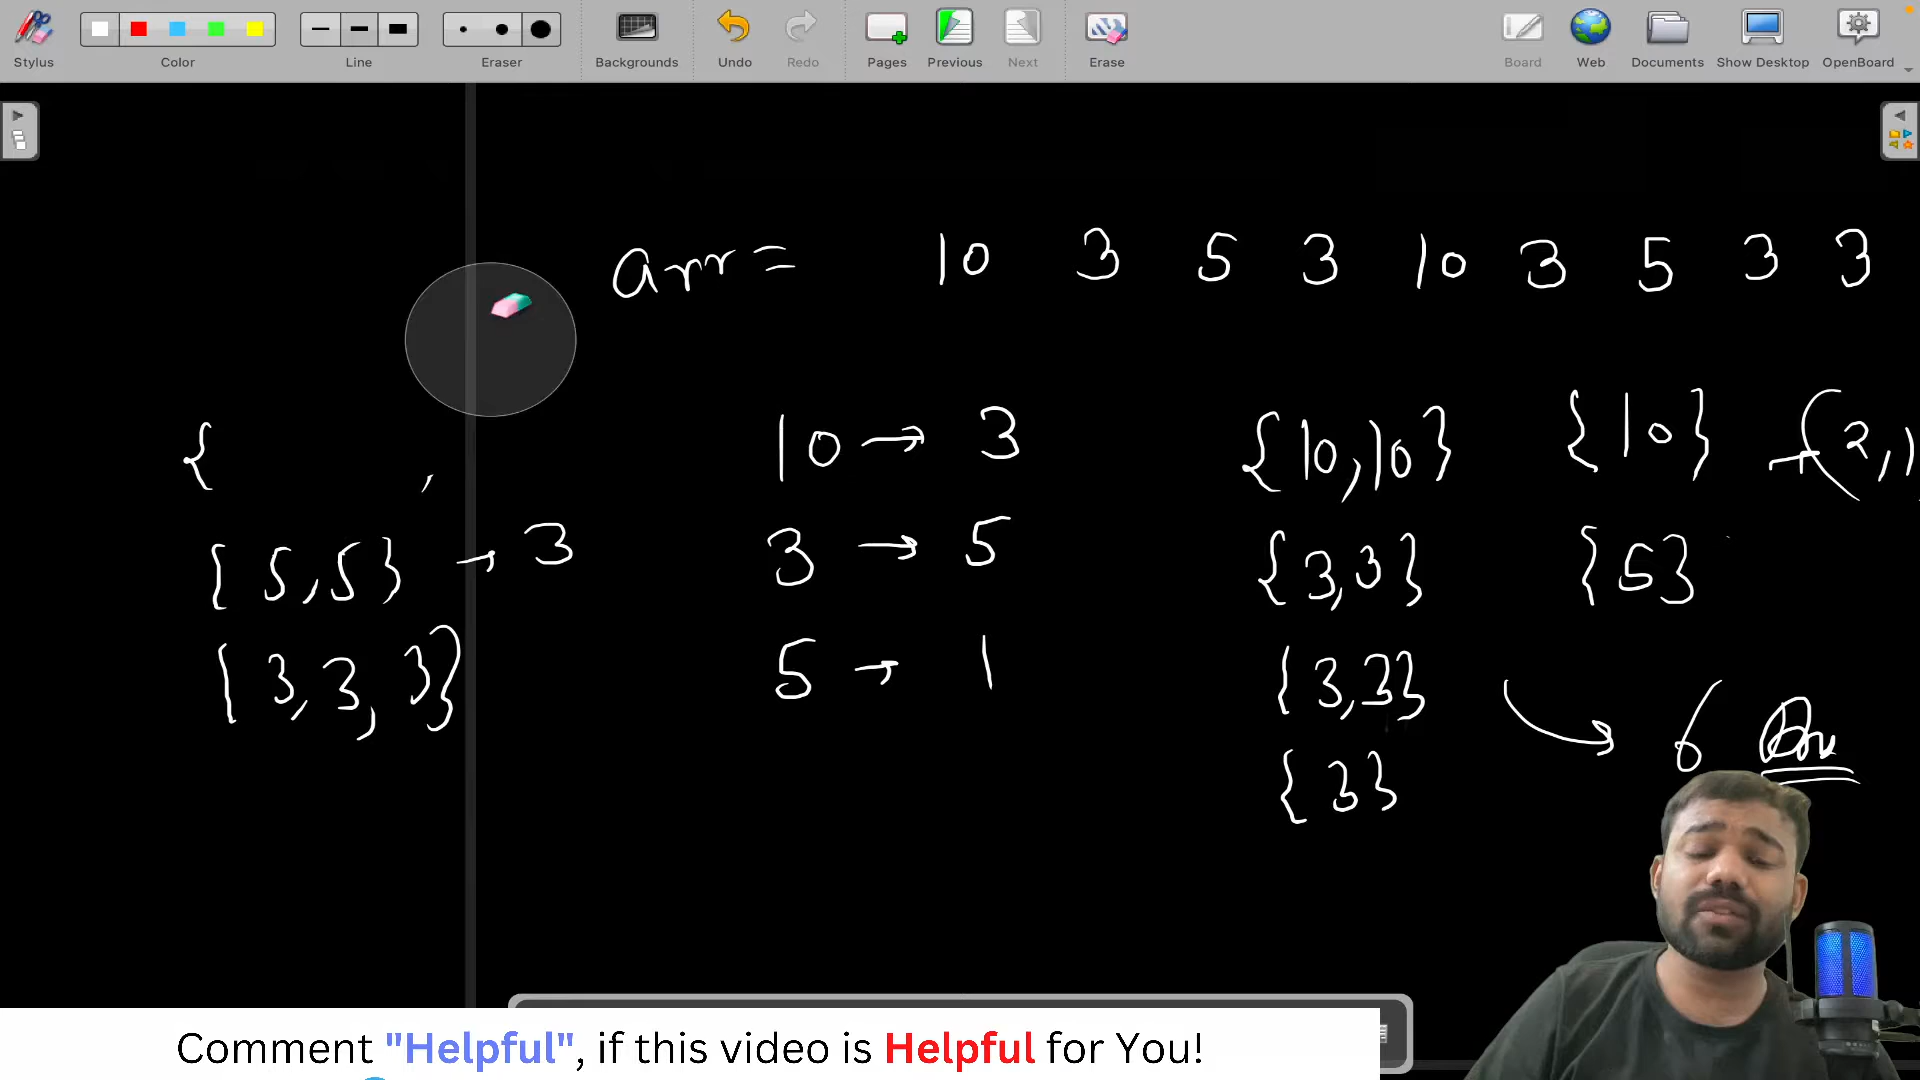 Stylus Color Line Eraser Backgrounds Undo Redo Pages Previous Next Erase Board Web Documents Show Desktop OpenBoard
arr = 10 3 5 3 10 3 5 3 3
{ ,
{ 5,5} → 3
{ 3, 3, 3}
10 → 3
3 → 5
5 → 1
{10,10} {10} → (2,1
{3,3} {5}
{3,3} 6
{3}
Comment "Helpful", if this video is Helpful for You!